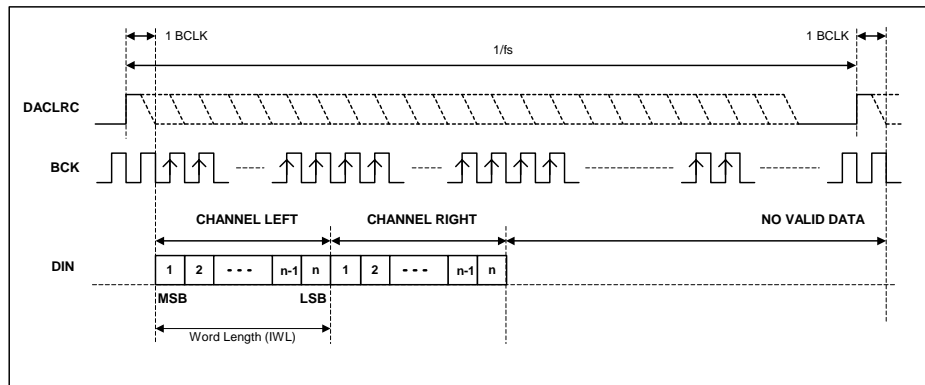 1 BCLK
1 BCLK
1/fs
DACLRC
BCK
CHANNEL LEFT
CHANNEL RIGHT
NO VALID DATA
DIN
1 2 - - - n-1 n 1 2 - - - n-1 n
MSB
LSB
Word Length (IWL)